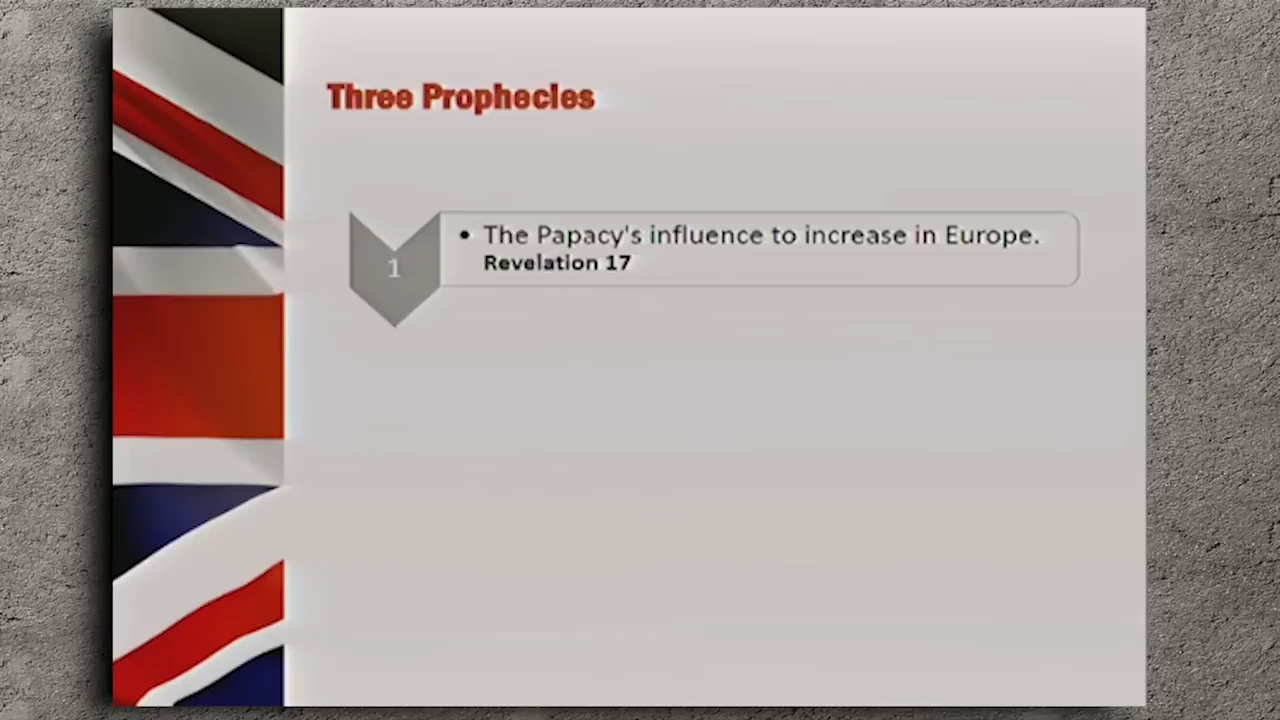 Three Prophecies
1
• The Papacy's influence to increase in Europe.
Revelation 17